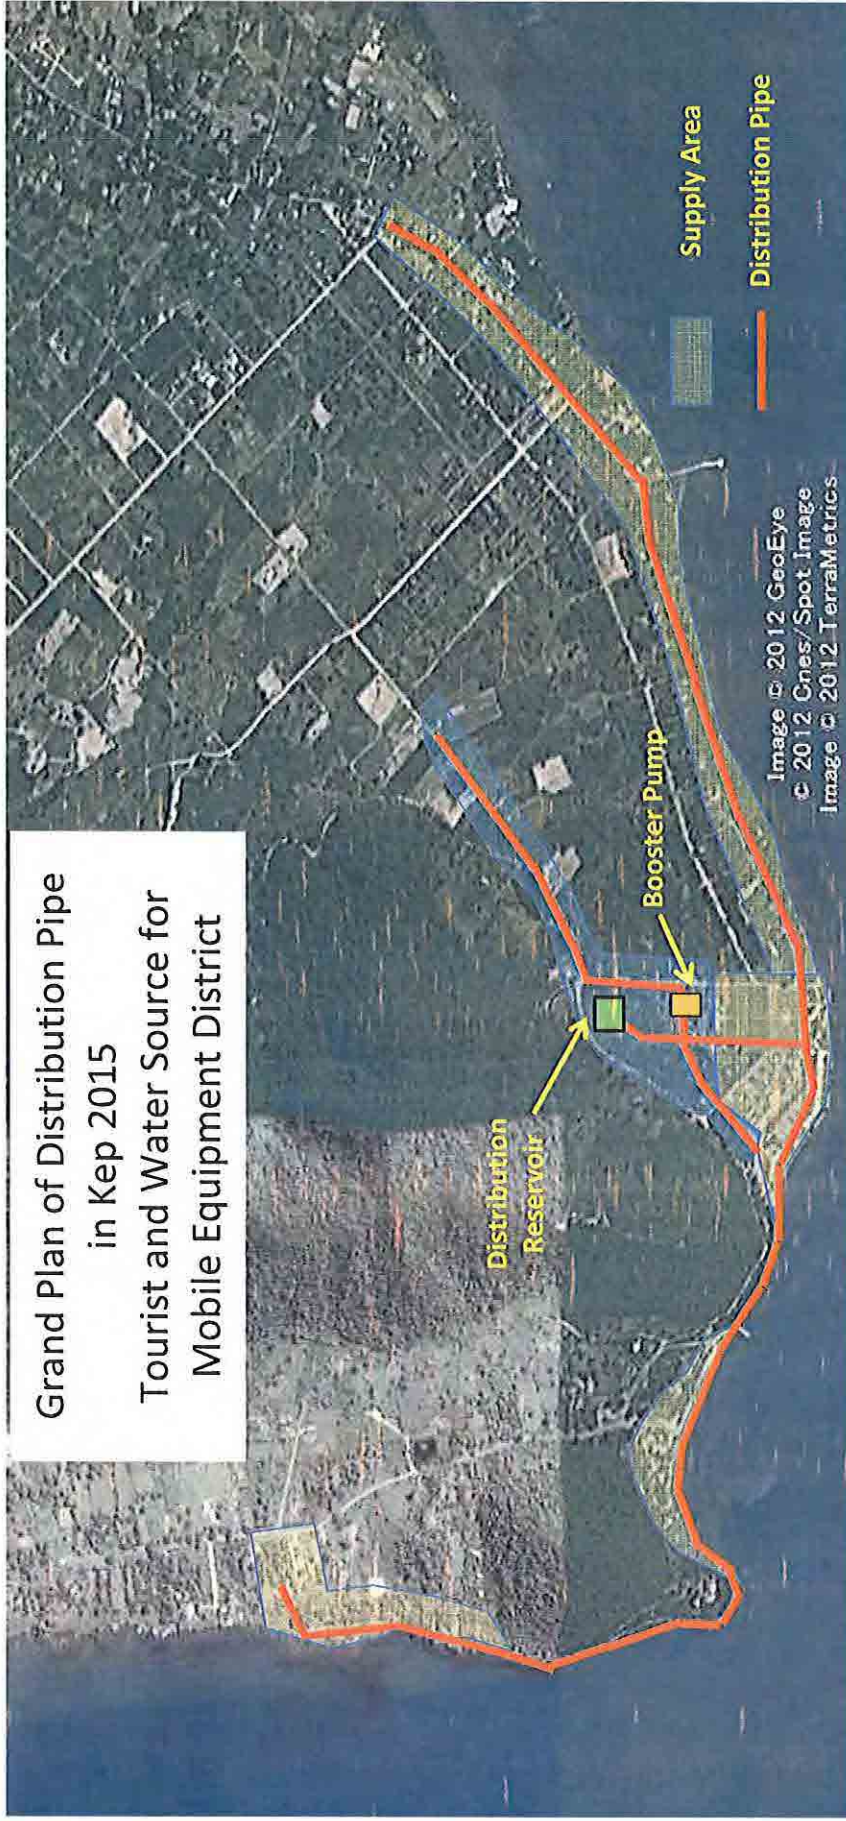 Grand Plan of Distribution Pipe
in Kep 2015
Tourist and Water Source for
Mobile Equipment District
Distribution
Reservoir
Booster Pump
Supply Area
Distribution Pipe
Image © 2012 GeoEye
© 2012 Cnes/Spot Image
Image © 2012 TerraMetrics